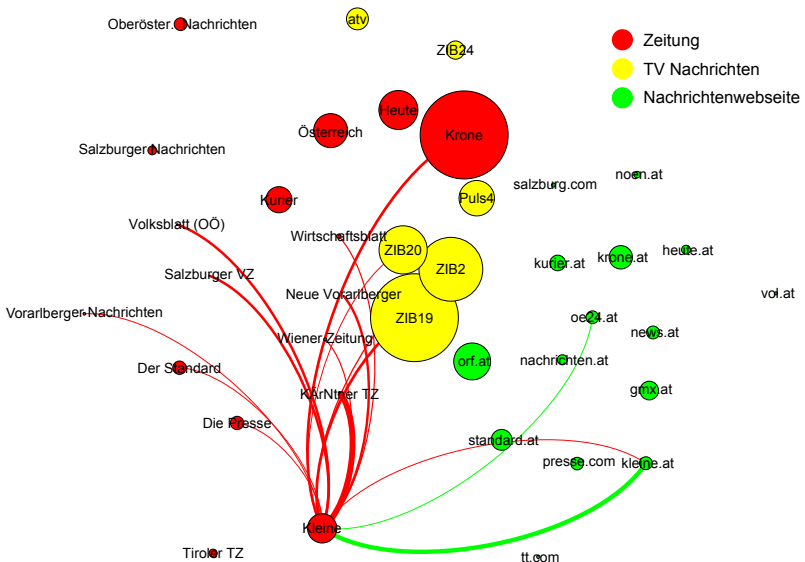 atv
Oberöster. Nachrichten
Zeitung
ZIB24
TV Nachrichten
Nachrichtenwebseite
Heute
Österreich
Krone
Salzburger Nachrichten
noen.at
salzburg.com
Kurier
Puls4
Volksblatt (OÖ)
Wirtschaftsblatt
ZIB20
heute.at
krone.at
kurier.at
ZIB2
Salzburger VZ
Neue Vorarlberger
vol.at
Vorarlberger Nachrichten
ZIB19
oe24.at
news.at
Wiener Zeitung
orf.at
nachrichten.at
Der Standard
gmx.at
KÄrNtner TZ
Die Presse
standard.at
presse.com
kleine.at
Kleine
Tiroler TZ
tt.com